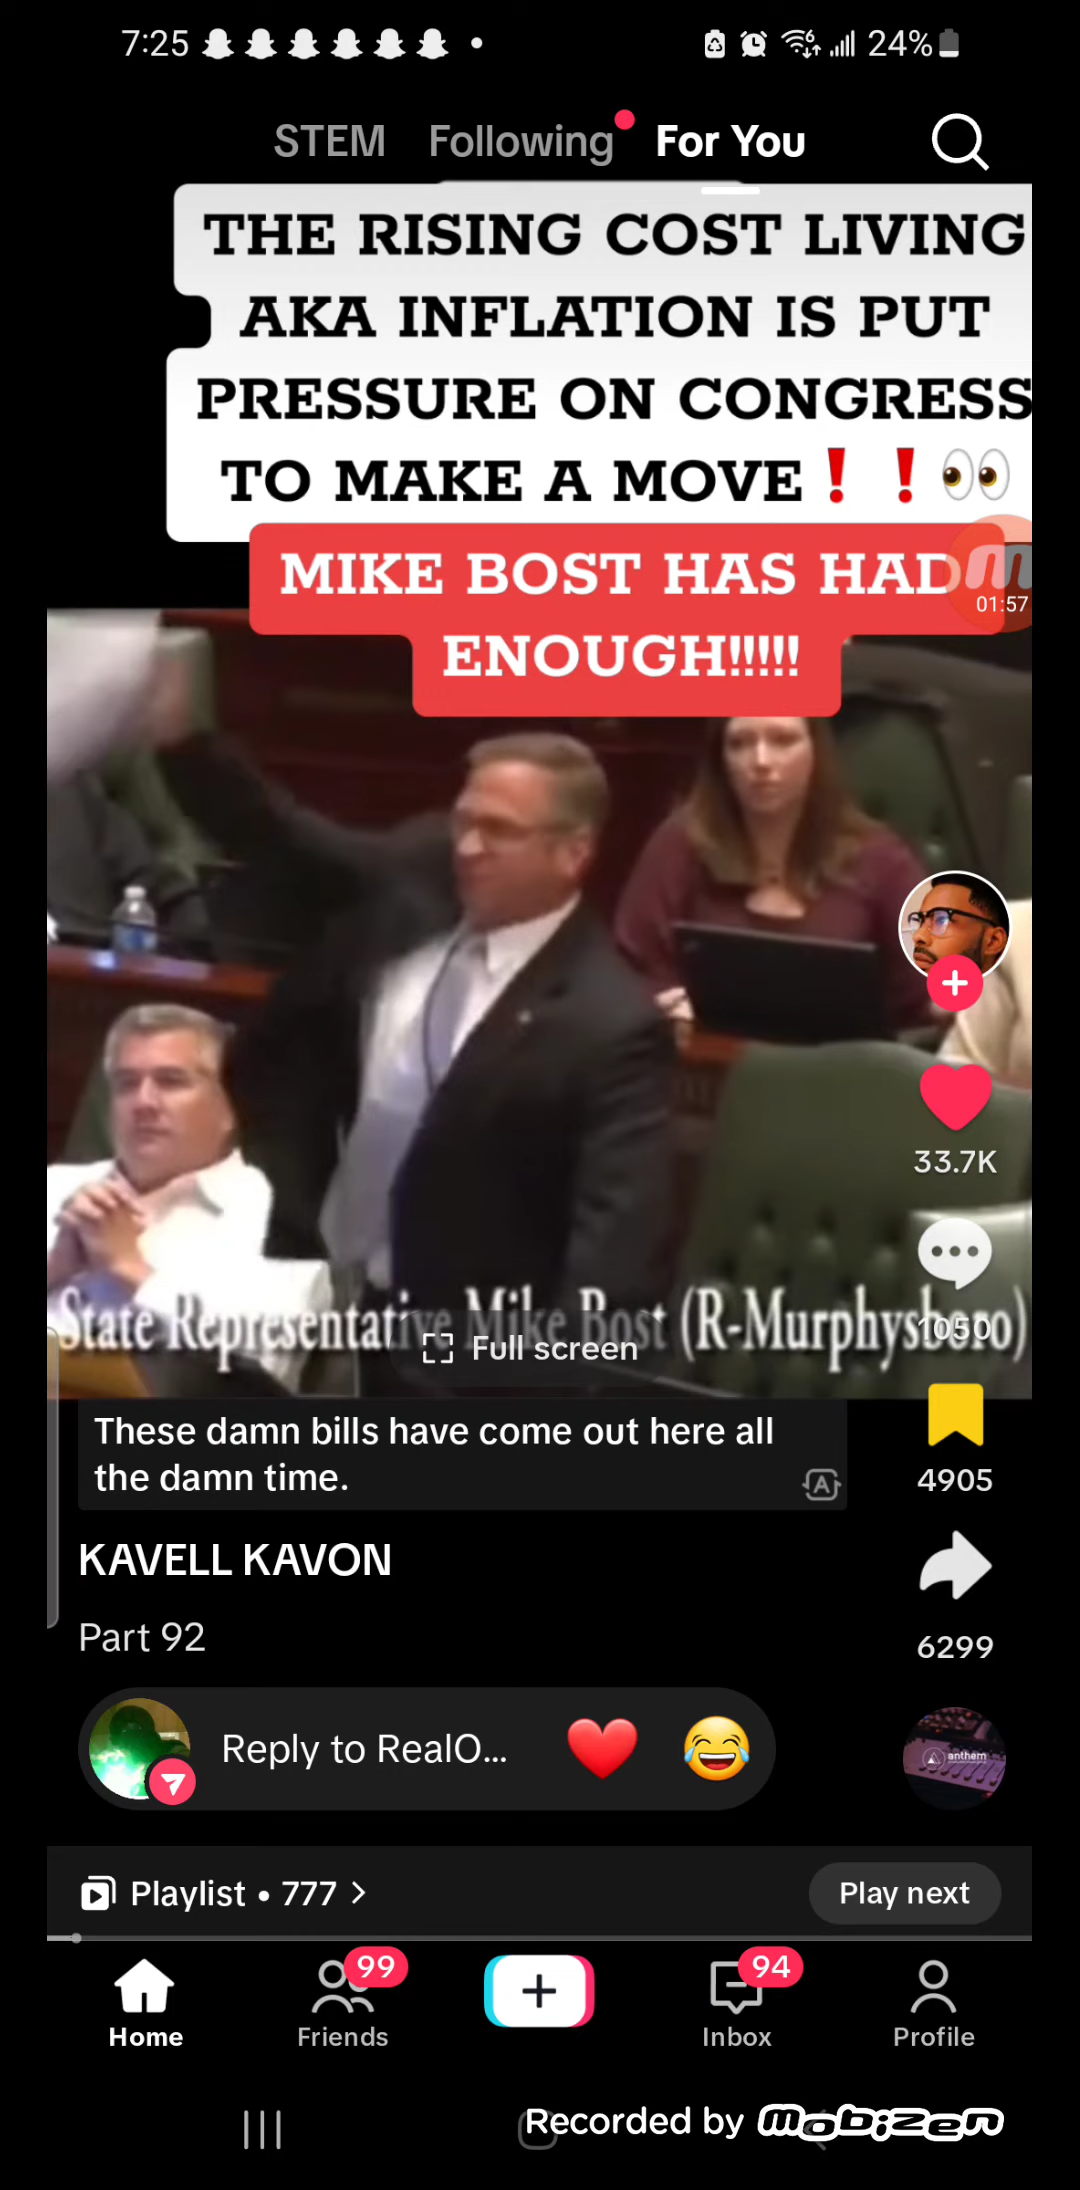 7:25
24%
STEM Following For You
THE RISING COST LIVING
AKA INFLATION IS PUT
PRESSURE ON CONGRESS
TO MAKE A MOVE❗❗👀
MIKE BOST HAS HAD
01:57
ENOUGH!!!!!
33.7K
State Representative Mike Bost (R-Murphysboro)
1050
Full screen
These damn bills have come out here all
the damn time.
4905
KAVELL KAVON
Part 92
6299
Reply to RealO... ❤️ 😂
anthem
Playlist • 777 >
Play next
99
94
Home Friends Inbox Profile
Recorded by mobizen